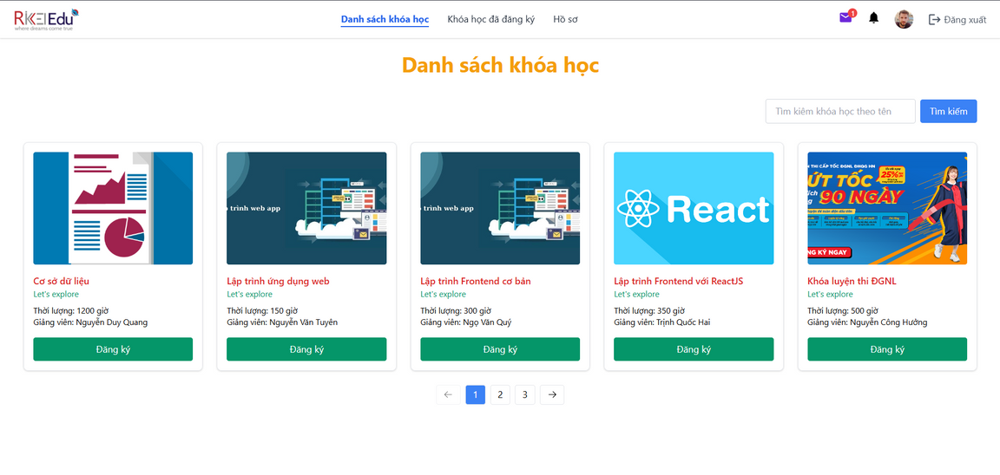 RIKKEI Edu
where dreams come true
Danh sách khóa học
Khóa học đã đăng ký
Hồ sơ
1
Đăng xuất
Danh sách khóa học
Tìm kiếm khóa học theo tên
Tìm kiếm
trình web app
trình web app
React
THI CẤP TỐC ĐGNL ĐHQG HN
ỨT TỐC
25%
90 NGÀY
NG KÝ NGAY
Cơ sở dữ liệu
Let's explore
Thời lượng: 1200 giờ
Giảng viên: Nguyễn Duy Quang
Đăng ký
Lập trình ứng dụng web
Let's explore
Thời lượng: 150 giờ
Giảng viên: Nguyễn Văn Tuyên
Đăng ký
Lập trình Frontend cơ bản
Let's explore
Thời lượng: 300 giờ
Giảng viên: Ngọ Văn Quý
Đăng ký
Lập trình Frontend với ReactJS
Let's explore
Thời lượng: 350 giờ
Giảng viên: Trịnh Quốc Hai
Đăng ký
Khóa luyện thi ĐGNL
Let's explore
Thời lượng: 500 giờ
Giảng viên: Nguyễn Công Hưởng
Đăng ký
1
2
3